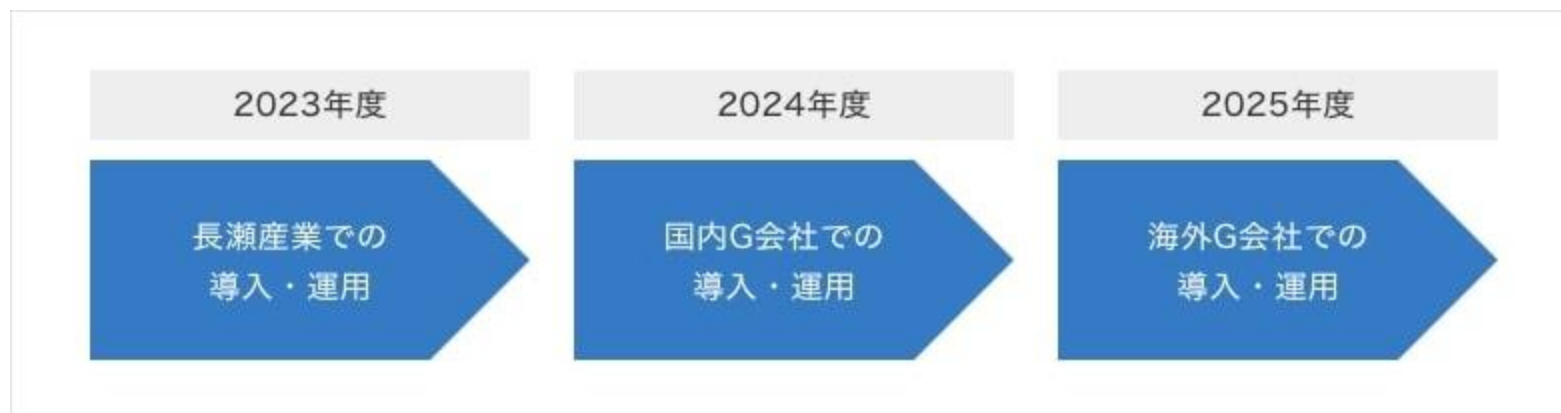 2023年度
長瀬産業での
導入・運用
2024年度
国内G会社での
導入・運用
2025年度
海外G会社での
導入・運用